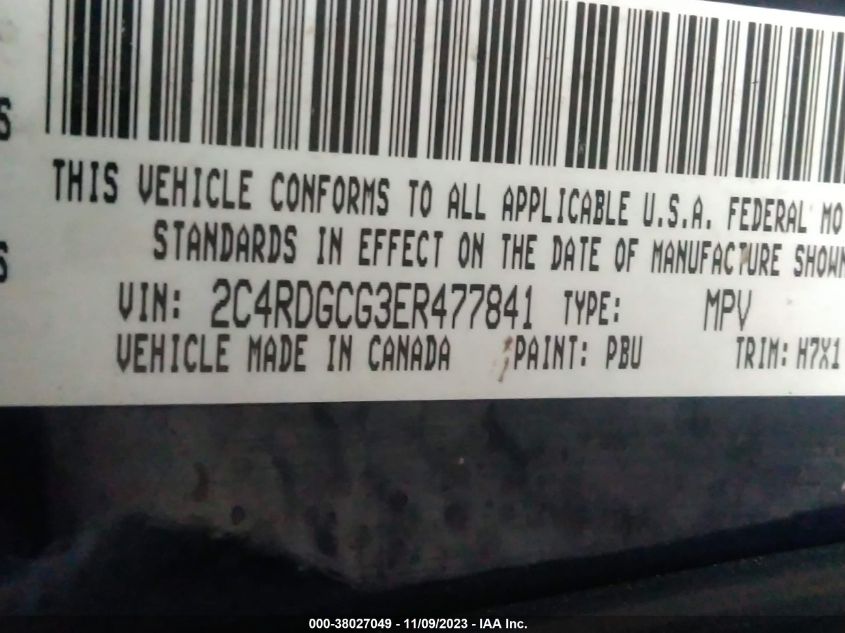 S
THIS VEHICLE CONFORMS TO ALL APPLICABLE U.S.A. FEDERAL MO
S
STANDARDS IN EFFECT ON THE DATE OF MANUFACTURE SHOWN
VIN: 2C4RDGCG3ER477841 TYPE: MPV
VEHICLE MADE IN CANADA PAINT: PBU TRIM: H7X1
000-38027049 - 11/09/2023 - IAA Inc.